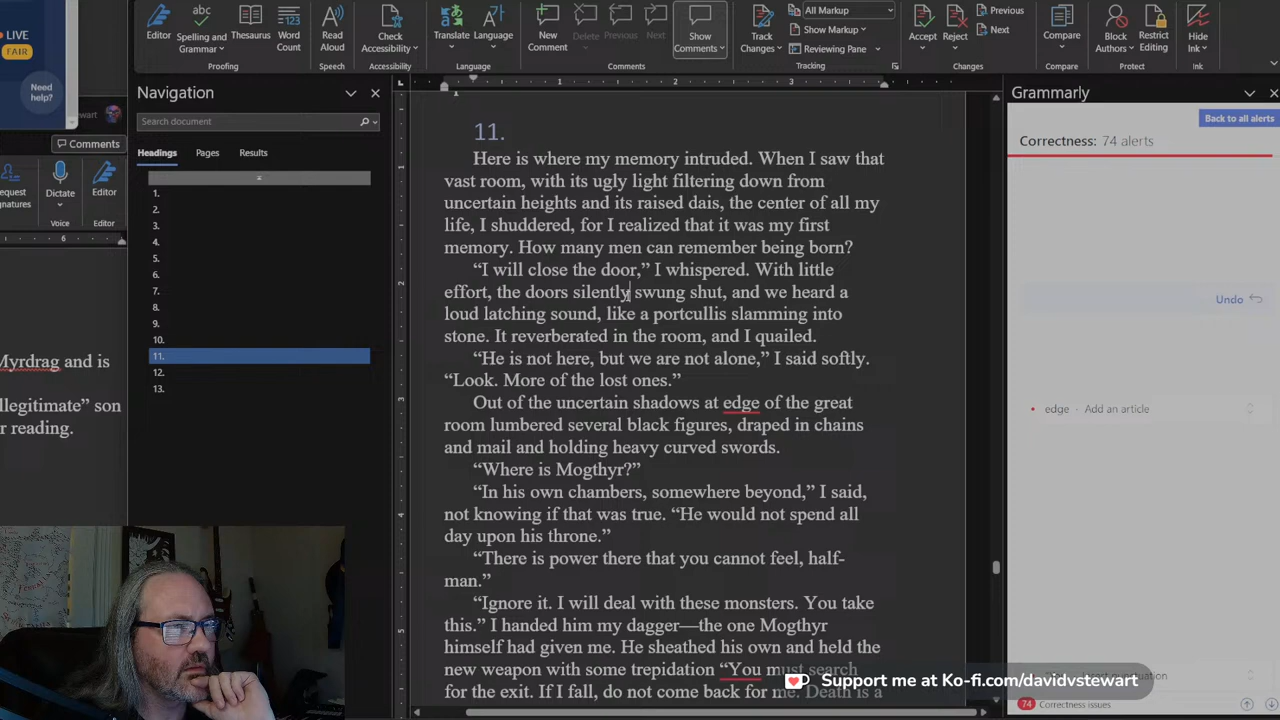 LIVE
FAIR
Need
help?
Editor
Spelling and
Grammar
Thesaurus
Word
Count
Proofing
Read
Aloud
Speech
Check
Accessibility
Accessibility
Translate
Language
Language
New
Comment
Delete
Previous
Next
Show
Comments
Comments
Track
Changes
All Markup
Show Markup
Reviewing Pane
Tracking
Accept
Reject
Previous
Next
Changes
Compare
Compare
Block
Authors
Restrict
Editing
Protect
Hide
Ink
Ink
Comments
Dictate
Voice
Editor
Editor
6
Myrdrag and is
llegitimate” son
r reading.
Navigation
Search document
Headings
Pages
Results
1.
2.
3.
4.
5.
6.
7.
8.
9.
10.
11.
12.
13.
1
2
3
11.
Here is where my memory intruded. When I saw that
vast room, with its ugly light filtering down from
uncertain heights and its raised dais, the center of all my
life, I shuddered, for I realized that it was my first
memory. How many men can remember being born?
“I will close the door,” I whispered. With little
effort, the doors silently swung shut, and we heard a
loud latching sound, like a portcullis slamming into
stone. It reverberated in the room, and I quailed.
“He is not here, but we are not alone,” I said softly.
“Look. More of the lost ones.”
Out of the uncertain shadows at edge of the great
room lumbered several black figures, draped in chains
and mail and holding heavy curved swords.
“Where is Mogthyr?”
“In his own chambers, somewhere beyond,” I said,
not knowing if that was true. “He would not spend all
day upon his throne.”
“There is power there that you cannot feel, half-
man.”
“Ignore it. I will deal with these monsters. You take
this.” I handed him my dagger—the one Mogthyr
himself had given me. He sheathed his own and held the
new weapon with some trepidation “You must search
for the exit. If I fall, do not come back for me. Death is a
Grammarly
Back to all alerts
Correctness: 74 alerts
Undo
edge · Add an article
Support me at Ko-fi.com/davidvstewart
74 Correctness issues